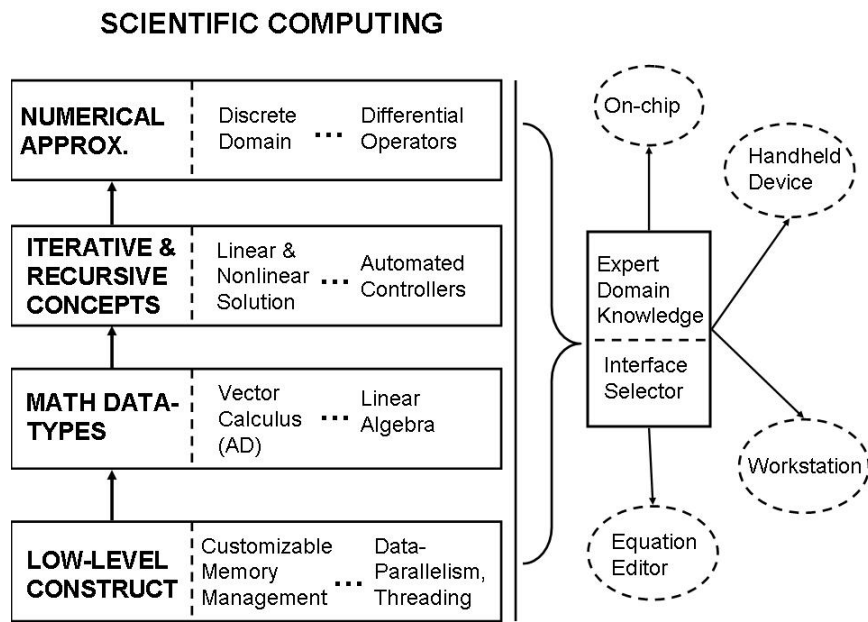 SCIENTIFIC COMPUTING
NUMERICAL
APPROX.
Discrete
Domain
...
Differential
Operators
ITERATIVE &
RECURSIVE
CONCEPTS
Linear &
Nonlinear
Solution
...
Automated
Controllers
MATH DATA-
TYPES
Vector
Calculus
(AD)
...
Linear
Algebra
LOW-LEVEL
CONSTRUCT
Customizable
Memory
Management
...
Data-
Parallelism,
Threading
On-chip
Handheld
Device
Expert
Domain
Knowledge
Interface
Selector
Workstation
Equation
Editor